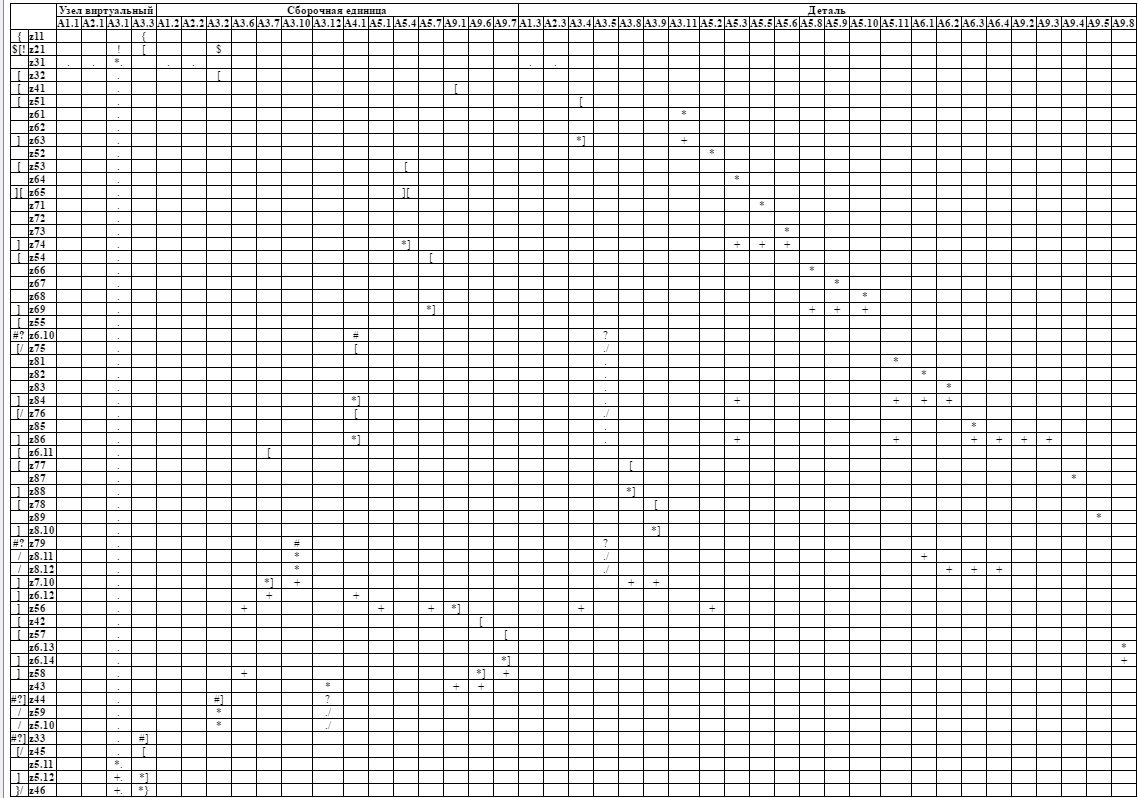 Узел виртуальный Сборочная единица Деталь
A1.1 A2.1 A3.1 A3.3 A1.2 A2.2 A3.2 A3.6 A3.7 A3.10 A3.12 A4.1 A5.1 A5.4 A5.7 A9.1 A9.6 A9.7 A1.3 A2.3 A3.4 A3.5 A3.8 A3.9 A3.11 A5.2 A5.3 A5.5 A5.6 A5.8 A5.9 A5.10 A5.11 A6.1 A6.2 A6.3 A6.4 A9.2 A9.3 A9.4 A9.5 A9.8
{ z11 {
$[! z21 ! [ $
z31 . . *. . . . .
[ z32 . [
[ z41 . [
[ z51 . [
z61 . *
z62 .
] z63 . *] +
z52 . *
[ z53 . [
z64 . *
][ z65 . ][
z71 . *
z72 .
z73 . *
] z74 . *] + + +
[ z54 . [
z66 . *
z67 . *
z68 . *
] z69 . *] + + +
[ z55 .
#? z6.10 . # ?
[/ z75 . [ ./
z81 . . *
z82 . . *
z83 . . *
] z84 . *] . + + + +
[/ z76 . [ ./
z85 . . *
] z86 . *] . + + + + + +
[ z6.11 . [
[ z77 . [
z87 . *
] z88 . *]
[ z78 . [
z89 . *
] z8.10 . *]
#? z79 . # ?
/ z8.11 . * ./ +
/ z8.12 . * ./ + + +
] z7.10 . *] + + +
] z6.12 . + +
] z56 . + + + *] + +
[ z42 . [
[ z57 . [
z6.13 . *
] z6.14 . *] +
] z58 . + *] +
z43 . * + +
#?] z44 . #] ?
/ z59 . * ./
/ z5.10 . * ./
#?] z33 . #]
[/ z45 . [
z5.11 *.
] z5.12 +. *]
}/ z46 +. *}